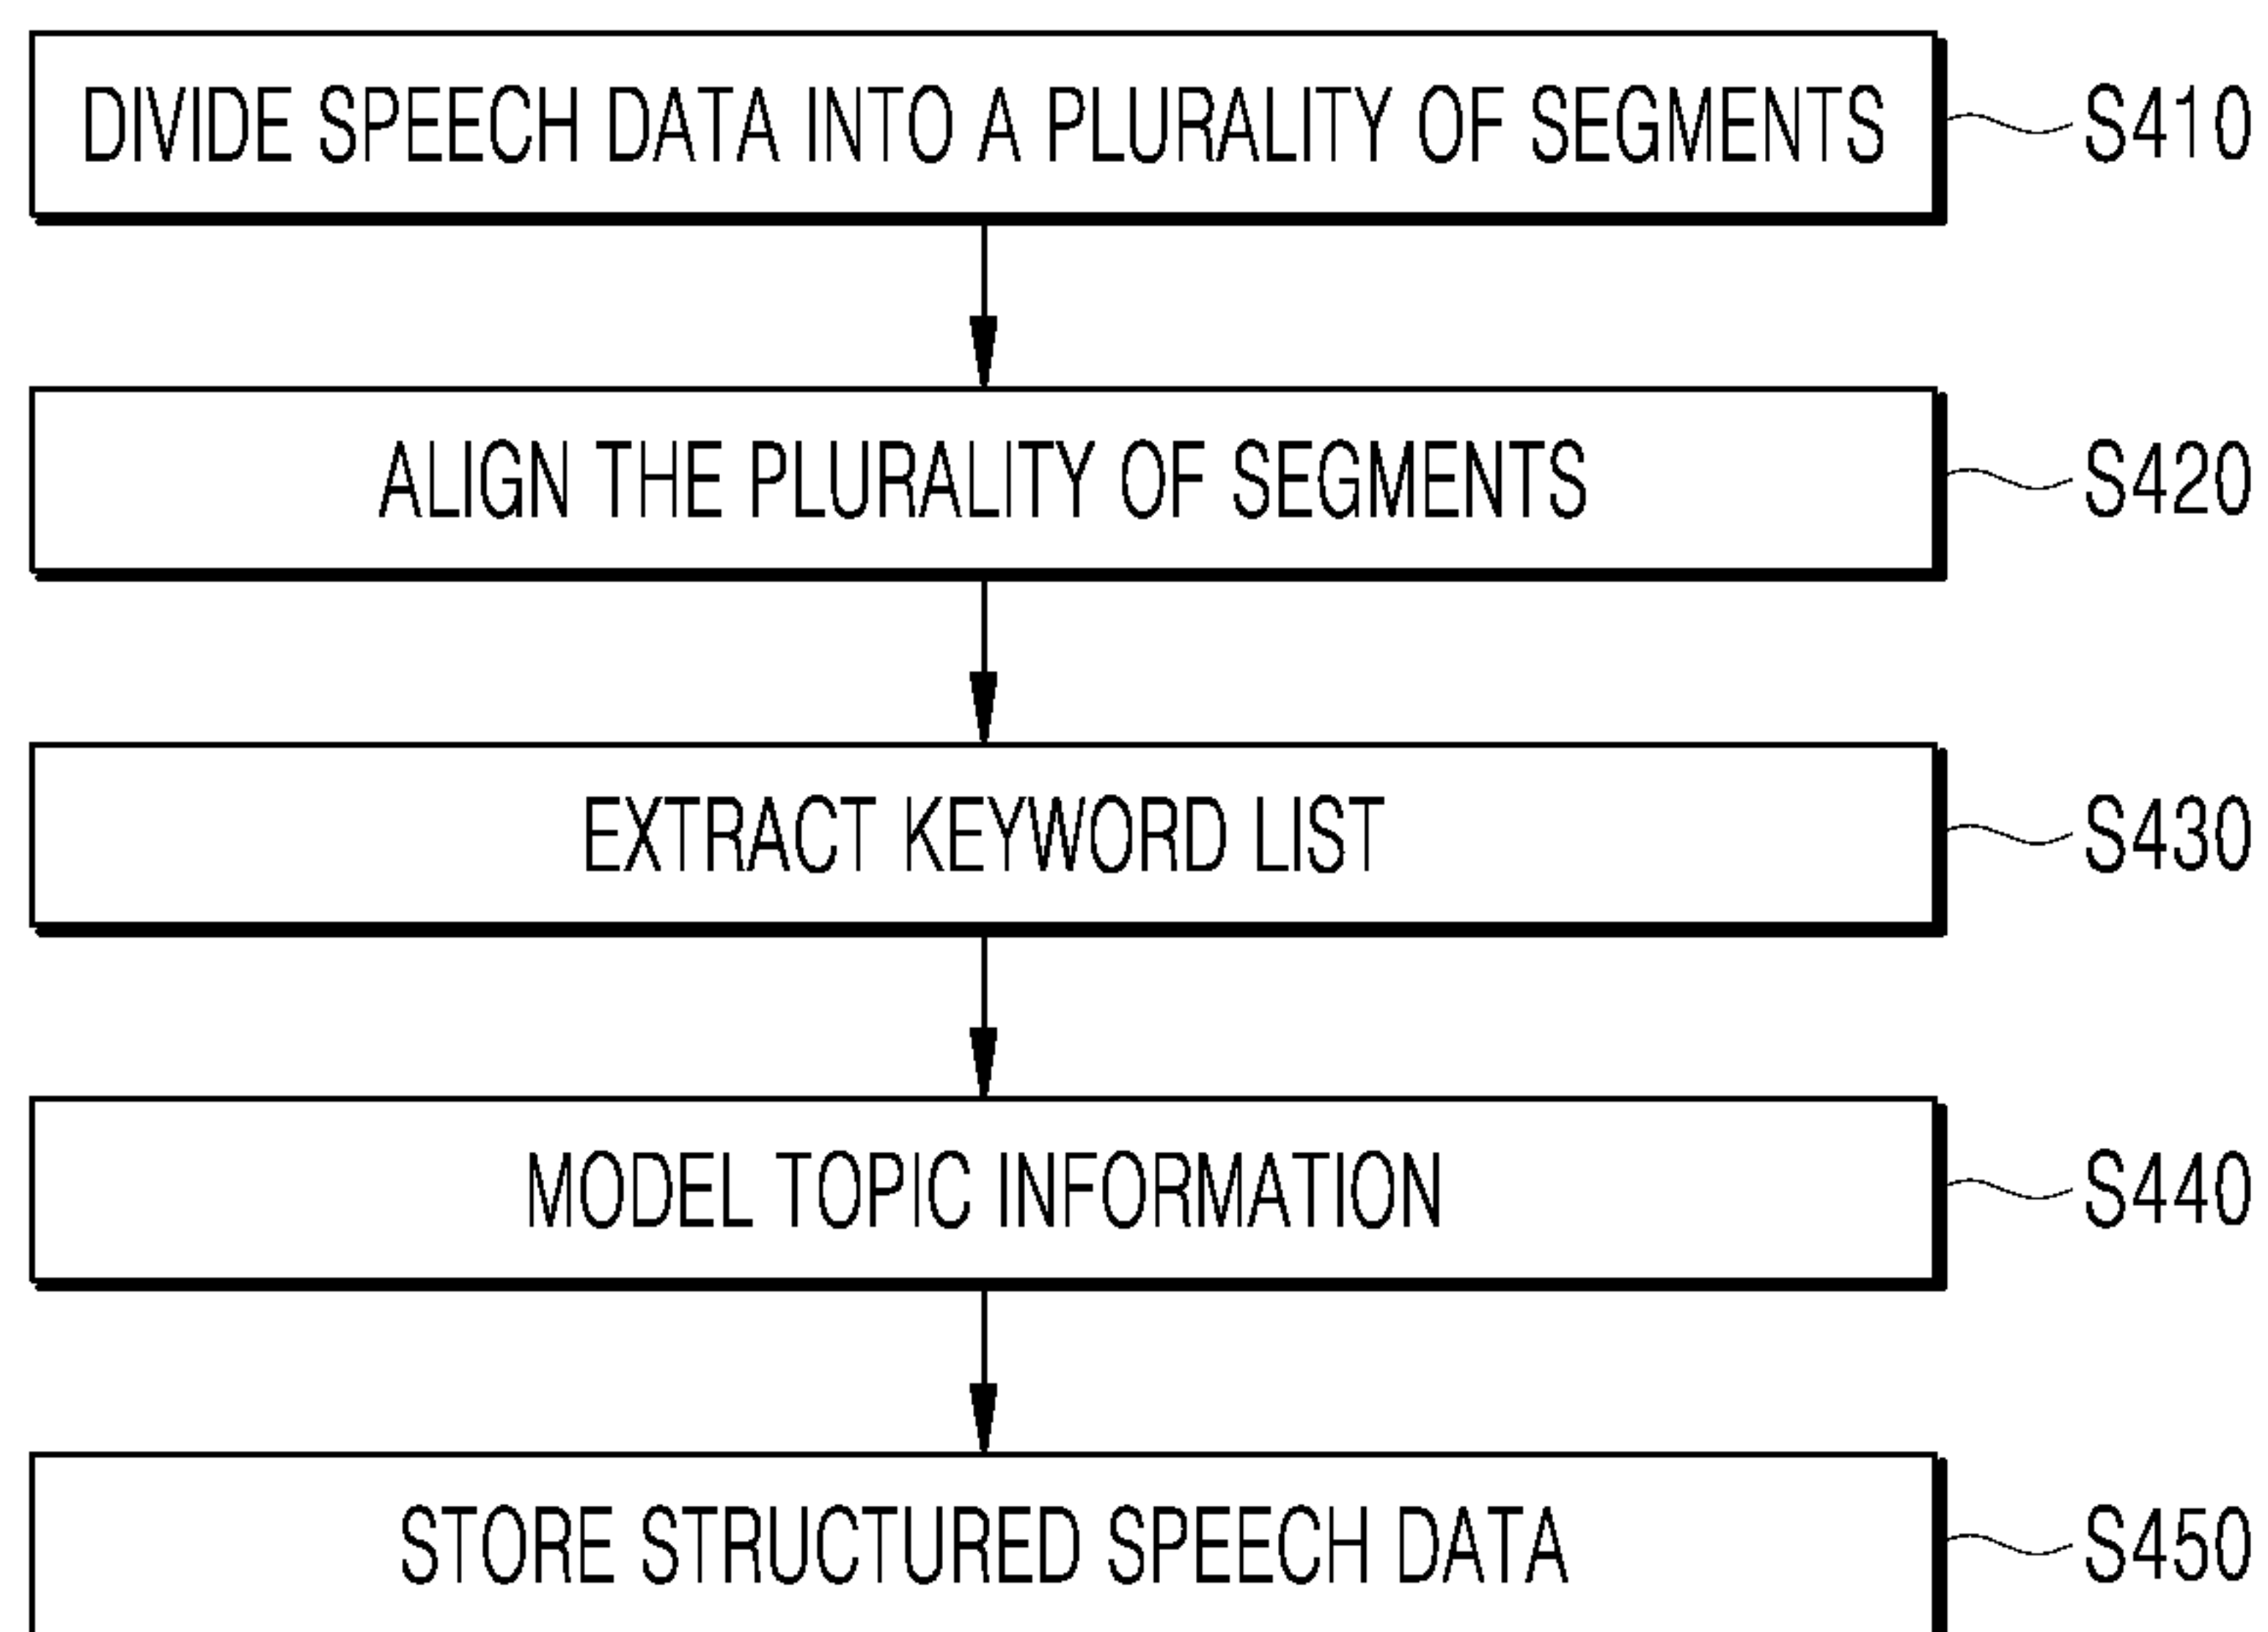 DIVIDE SPEECH DATA INTO A PLURALITY OF SEGMENTS S410
ALIGN THE PLURALITY OF SEGMENTS S420
EXTRACT KEYWORD LIST S430
MODEL TOPIC INFORMATION S440
STORE STRUCTURED SPEECH DATA S450